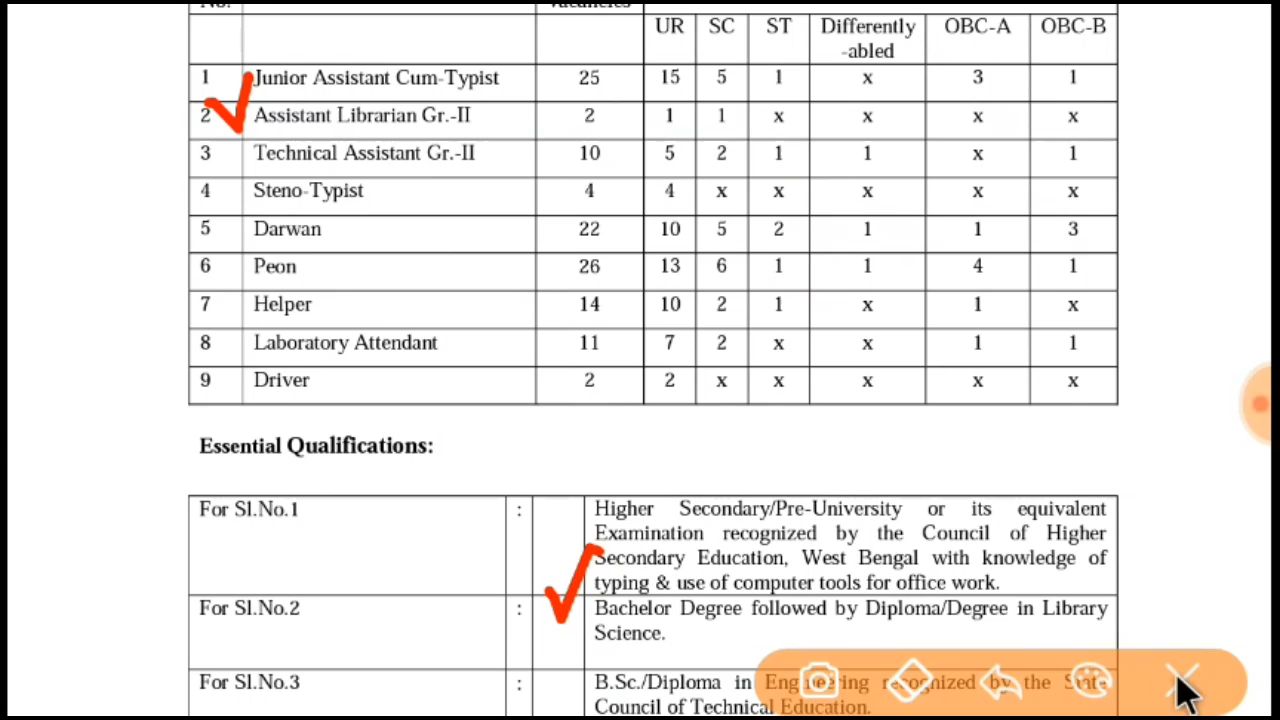 No. Vacancies
UR SC ST Differently -abled OBC-A OBC-B
1 Junior Assistant Cum-Typist 25 15 5 1 x 3 1
2 Assistant Librarian Gr.-II 2 1 1 x x x x
3 Technical Assistant Gr.-II 10 5 2 1 1 x 1
4 Steno-Typist 4 4 x x x x x
5 Darwan 22 10 5 2 1 1 3
6 Peon 26 13 6 1 1 4 1
7 Helper 14 10 2 1 x 1 x
8 Laboratory Attendant 11 7 2 x x 1 1
9 Driver 2 2 x x x x x
Essential Qualifications:
For Sl.No.1 : Higher Secondary/Pre-University or its equivalent
Examination recognized by the Council of Higher
Secondary Education, West Bengal with knowledge of
typing & use of computer tools for office work.
For Sl.No.2 : Bachelor Degree followed by Diploma/Degree in Library
Science.
For Sl.No.3 : B.Sc./Diploma in Engineering recognized by the State
Council of Technical Education.